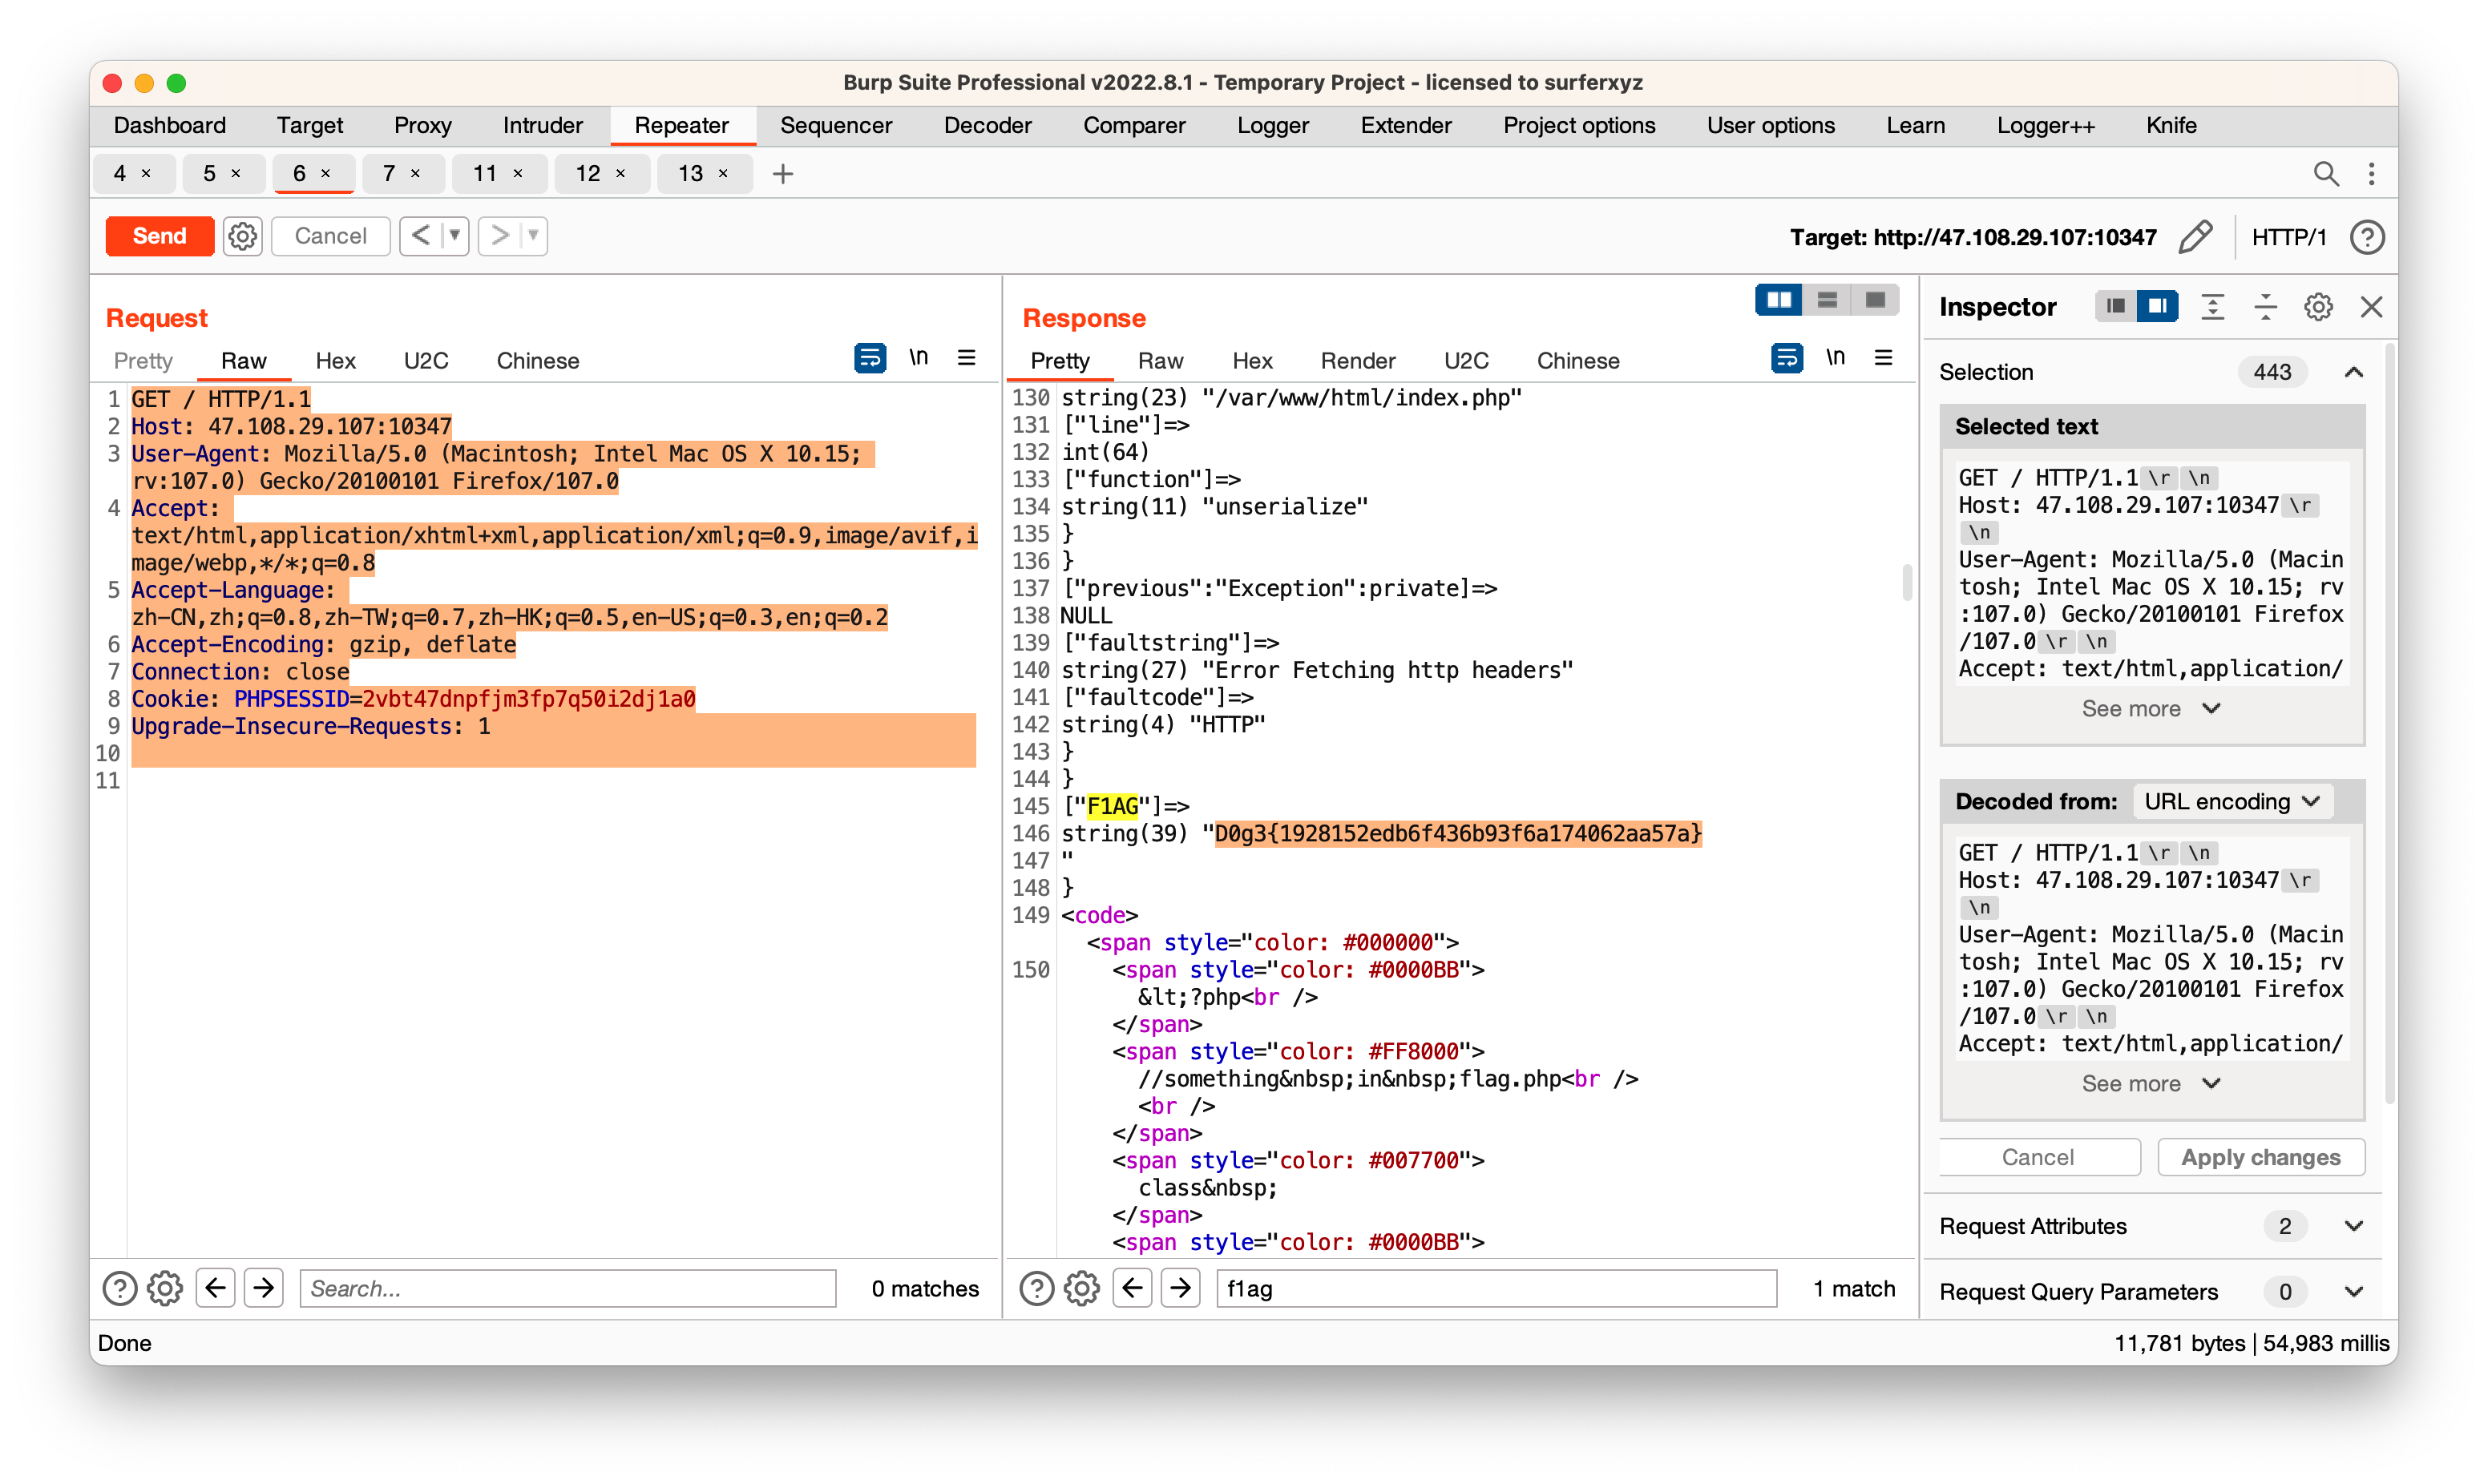 Burp Suite Professional v2022.8.1 - Temporary Project - licensed to surferxyz
Dashboard Target Proxy Intruder Repeater Sequencer Decoder Comparer Logger Extender Project options User options Learn Logger++ Knife
4 × 5 × 6 × 7 × 11 × 12 × 13 × +
Send Cancel < > Target: http://47.108.29.107:10347 HTTP/1
Request
Pretty Raw Hex U2C Chinese \n
1 GET / HTTP/1.1
2 Host: 47.108.29.107:10347
3 User-Agent: Mozilla/5.0 (Macintosh; Intel Mac OS X 10.15;
rv:107.0) Gecko/20100101 Firefox/107.0
4 Accept:
text/html,application/xhtml+xml,application/xml;q=0.9,image/avif,i
mage/webp,*/*;q=0.8
5 Accept-Language:
zh-CN,zh;q=0.8,zh-TW;q=0.7,zh-HK;q=0.5,en-US;q=0.3,en;q=0.2
6 Accept-Encoding: gzip, deflate
7 Connection: close
8 Cookie: PHPSESSID=2vbt47dnpfjm3fp7q50i2dj1a0
9 Upgrade-Insecure-Requests: 1
10
11
Search... 0 matches
Response
Pretty Raw Hex Render U2C Chinese \n
130 string(23) "/var/www/html/index.php"
131 ["line"]=>
132 int(64)
133 ["function"]=>
134 string(11) "unserialize"
135 }
136 }
137 ["previous":"Exception":private]=>
138 NULL
139 ["faultstring"]=>
140 string(27) "Error Fetching http headers"
141 ["faultcode"]=>
142 string(4) "HTTP"
143 }
144 }
145 ["F1AG"]=>
146 string(39) "D0g3{1928152edb6f436b93f6a174062aa57a}
147 "
148 }
149 <code>
<span style="color: #000000">
150 <span style="color: #0000BB">
&lt;?php<br />
</span>
<span style="color: #FF8000">
//something&nbsp;in&nbsp;flag.php<br />
<br />
</span>
<span style="color: #007700">
class&nbsp;
</span>
<span style="color: #0000BB">
f1ag 1 match
Inspector
Selection 443
Selected text
GET / HTTP/1.1 \r \n
Host: 47.108.29.107:10347 \r
\n
User-Agent: Mozilla/5.0 (Macin
tosh; Intel Mac OS X 10.15; rv
:107.0) Gecko/20100101 Firefox
/107.0 \r \n
Accept: text/html,application/
See more
Decoded from: URL encoding
GET / HTTP/1.1 \r \n
Host: 47.108.29.107:10347 \r
\n
User-Agent: Mozilla/5.0 (Macin
tosh; Intel Mac OS X 10.15; rv
:107.0) Gecko/20100101 Firefox
/107.0 \r \n
Accept: text/html,application/
See more
Cancel Apply changes
Request Attributes 2
Request Query Parameters 0
Done 11,781 bytes | 54,983 millis